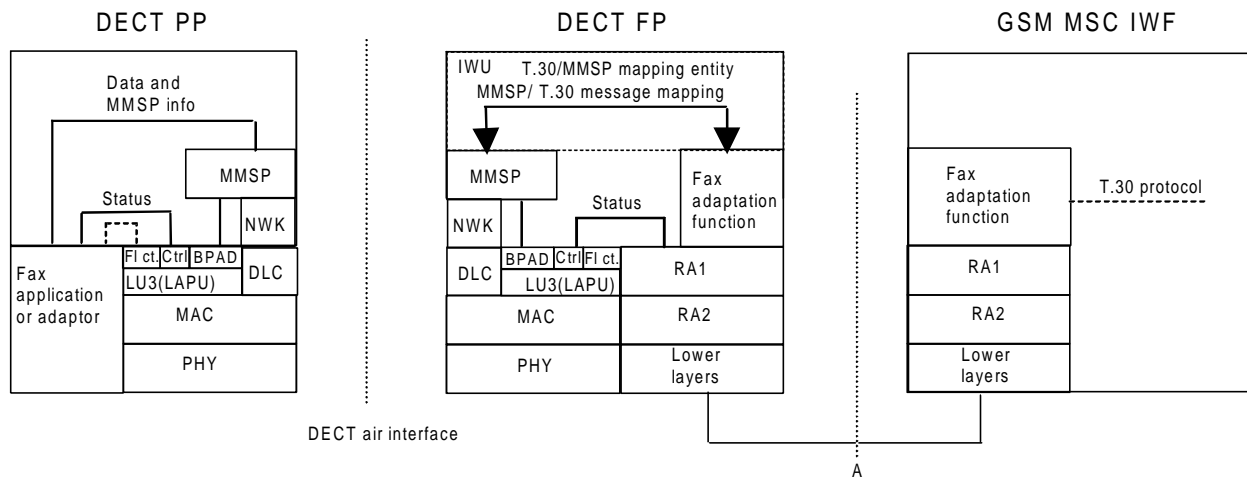 DECT PP
DECT FP
GSM MSC IWF
Data and
MMSP info
MMSP
Status
NWK
Fl ct.
Ctrl
BPAD
DLC
LU3(LAPU)
Fax
application
or adaptor
MAC
PHY
IWU
T.30/MMSP mapping entity
MMSP/ T.30 message mapping
MMSP
Fax
adaptation
function
Status
NWK
BPAD
Ctrl
Fl ct.
DLC
LU3(LAPU)
RA1
MAC
RA2
PHY
Lower
layers
Fax
adaptation
function
T.30 protocol
RA1
RA2
Lower
layers
DECT air interface
A